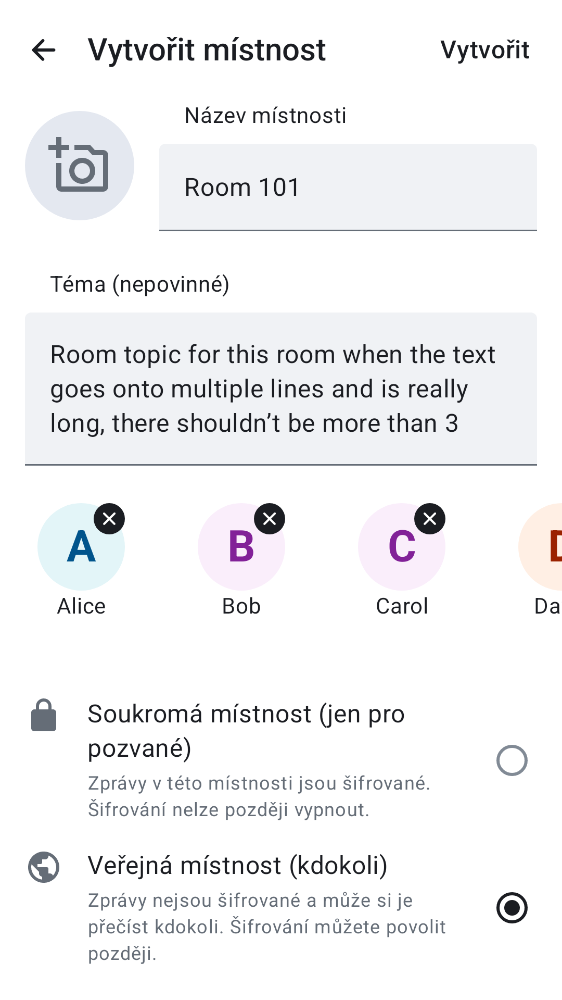 Vytvořit místnost
Vytvořit
Název místnosti
Room 101
Téma (nepovinné)
Room topic for this room when the text
goes onto multiple lines and is really
long, there shouldn’t be more than 3
A
B
C
D
Alice
Bob
Carol
Da
Soukromá místnost (jen pro
pozvané)
Zprávy v této místnosti jsou šifrované.
Šifrování nelze později vypnout.
Veřejná místnost (kdokoli)
Zprávy nejsou šifrované a může si je
přečíst kdokoli. Šifrování můžete povolit
později.